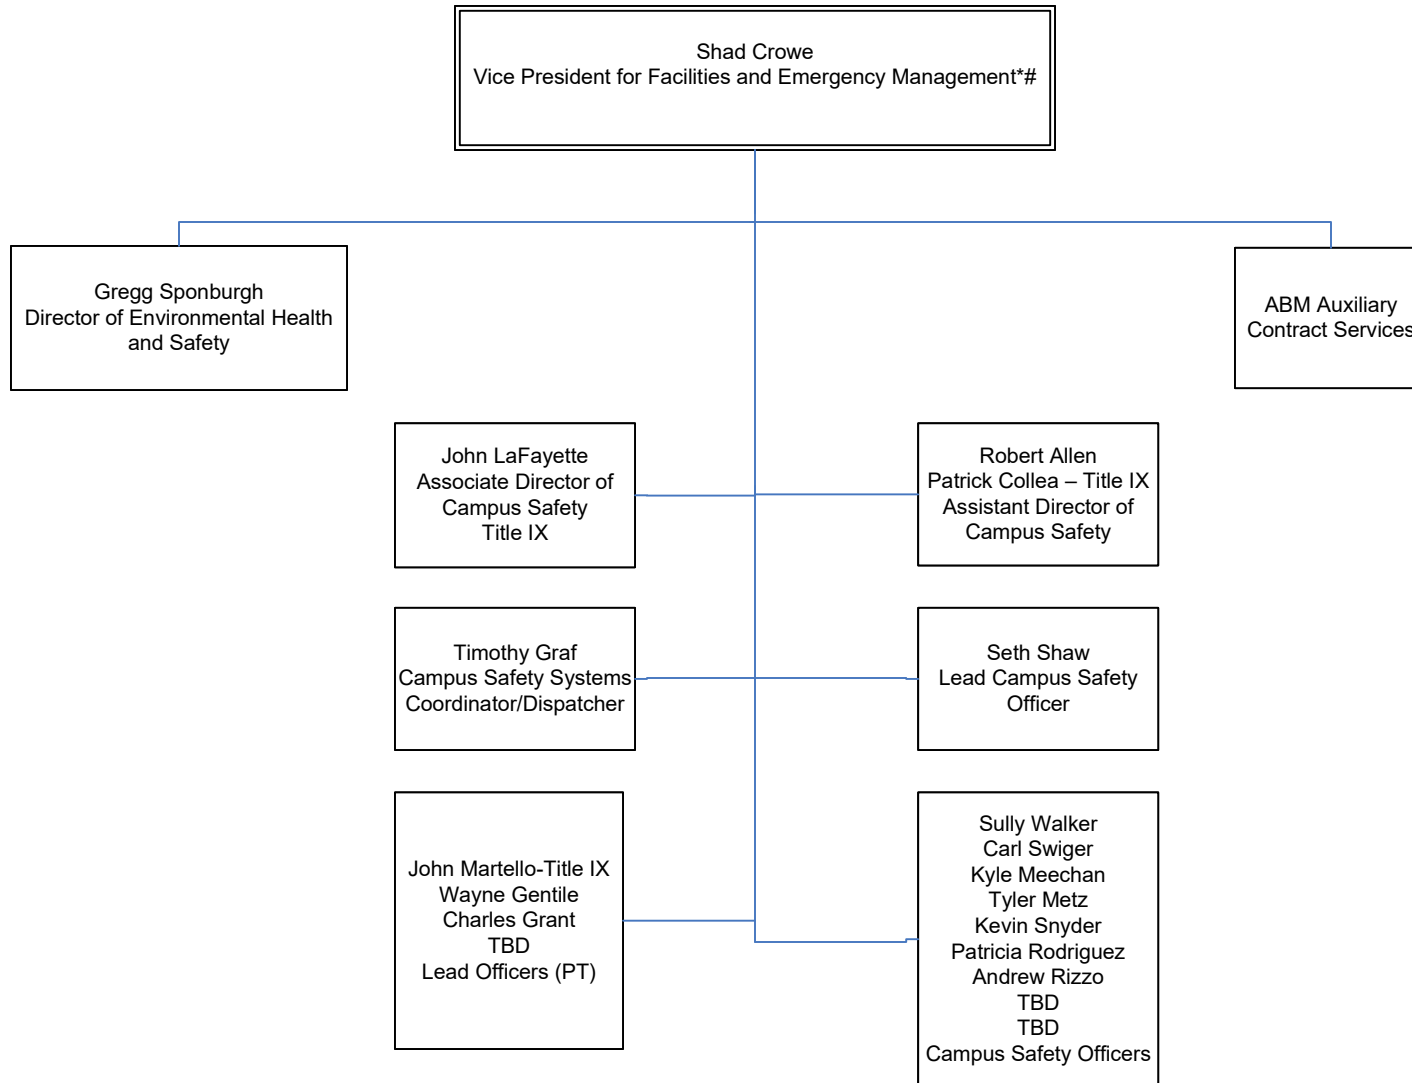 Shad Crowe
Vice President for Facilities and Emergency Management*#
Gregg Sponburgh
Director of Environmental Health
and Safety
ABM Auxiliary
Contract Services
John LaFayette
Associate Director of
Campus Safety
Title IX
Robert Allen
Patrick Collea – Title IX
Assistant Director of
Campus Safety
Timothy Graf
Campus Safety Systems
Coordinator/Dispatcher
Seth Shaw
Lead Campus Safety
Officer
John Martello-Title IX
Wayne Gentile
Charles Grant
TBD
Lead Officers (PT)
Sully Walker
Carl Swiger
Kyle Meechan
Tyler Metz
Kevin Snyder
Patricia Rodriguez
Andrew Rizzo
TBD
TBD
Campus Safety Officers